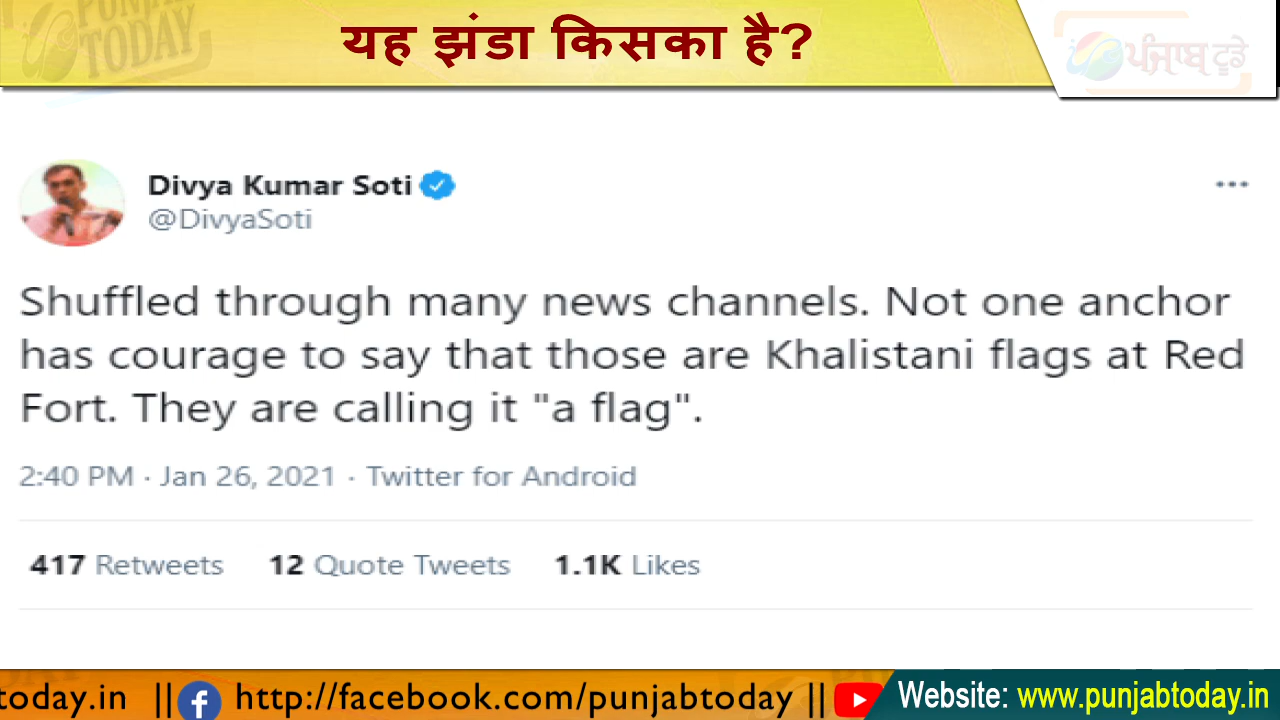 PUNJAB
TODAY
यह झंडा किसका है?
ਪੰਜਾਬ ਟੂਡੇ
Divya Kumar Soti
@DivyaSoti
Shuffled through many news channels. Not one anchor
has courage to say that those are Khalistani flags at Red
Fort. They are calling it "a flag".
2:40 PM · Jan 26, 2021 · Twitter for Android
417 Retweets 12 Quote Tweets 1.1K Likes
today.in || http://facebook.com/punjabtoday || Website: www.punjabtoday.in